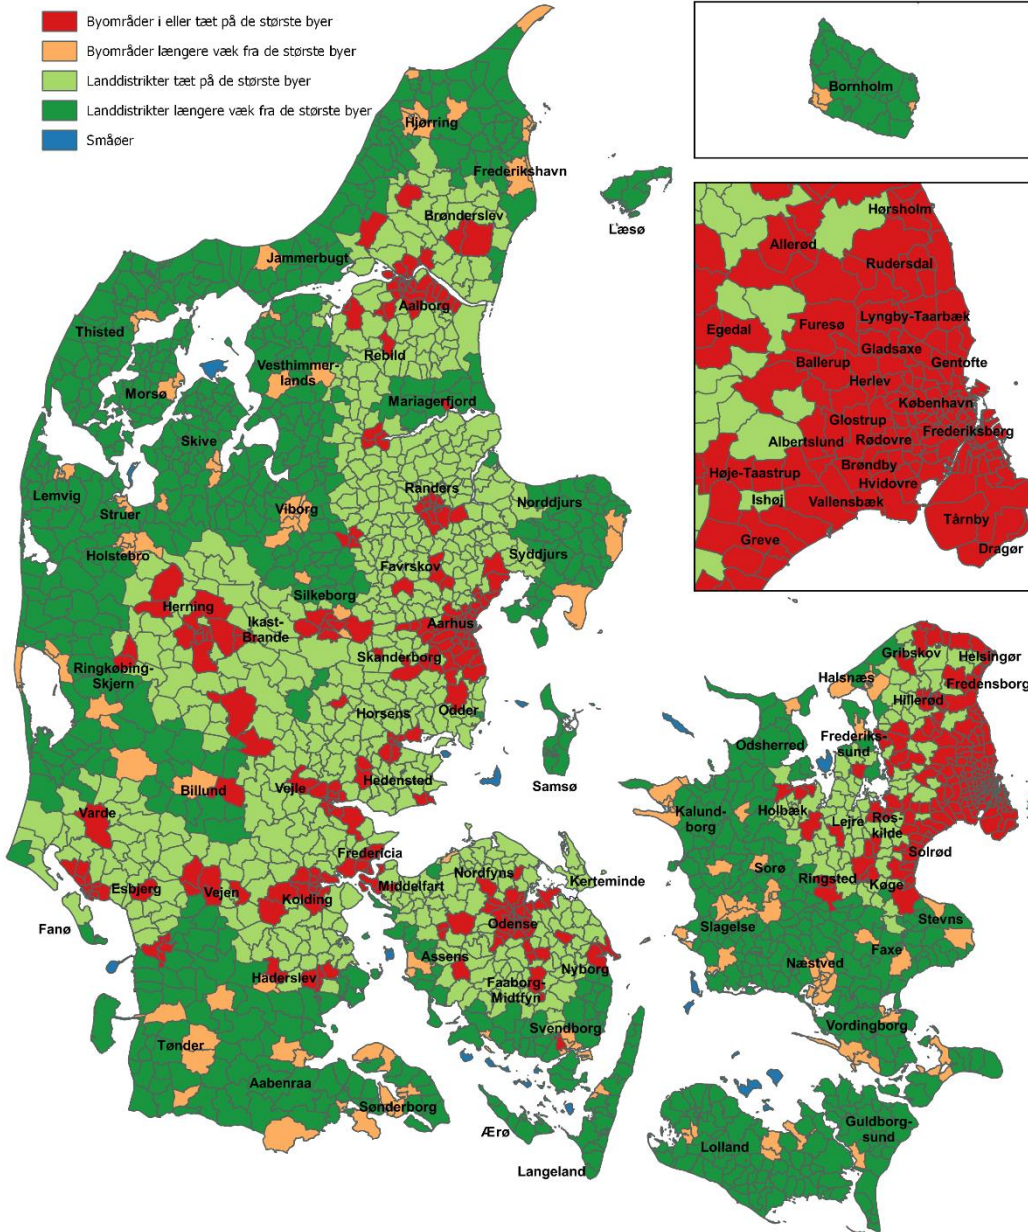 Byområder i eller tæt på de største byer
Byområder længere væk fra de største byer
Landdistrikter tæt på de største byer
Landdistrikter længere væk fra de største byer
Småøer
Bornholm
Hjørring
Frederikshavn
Brønderslev
Læsø
Jammerbugt
Aalborg
Thisted
Rebild
Vesthimmer-
lands
Morsø
Mariagerfjord
Skive
Lemvig
Randers
Norddjurs
Struer
Viborg
Holstebro
Syddjurs
Favrskov
Silkeborg
Herning
Ikast-
Brande
Aarhus
Skanderborg
Ringkøbing-
Skjern
Odder
Horsens
Samsø
Hedensted
Billund
Vejle
Varde
Fredericia
Middelfart
Nordfyns
Kerteminde
Esbjerg
Vejen
Kolding
Fanø
Odense
Assens
Nyborg
Haderslev
Faaborg-
Midtfyn
Svendborg
Tønder
Aabenraa
Sønderborg
Ærø
Langeland
Hørsholm
Allerød
Rudersdal
Lyngby-Taarbæk
Egedal
Furesø
Gladsaxe
Gentofte
Ballerup
Herlev
København
Glostrup
Frederiksberg
Albertslund
Rødovre
Brøndby
Høje-Taastrup
Hvidovre
Ishøj
Vallensbæk
Tårnby
Greve
Dragør
Gribskov
Helsingør
Halsnæs
Fredensborg
Hillerød
Odsherred
Frederiks-
sund
Kalund-
borg
Holbæk
Lejre
Ros-
kilde
Solrød
Sorø
Ringsted
Køge
Stevns
Slagelse
Faxe
Næstved
Vordingborg
Guldborg-
sund
Lolland